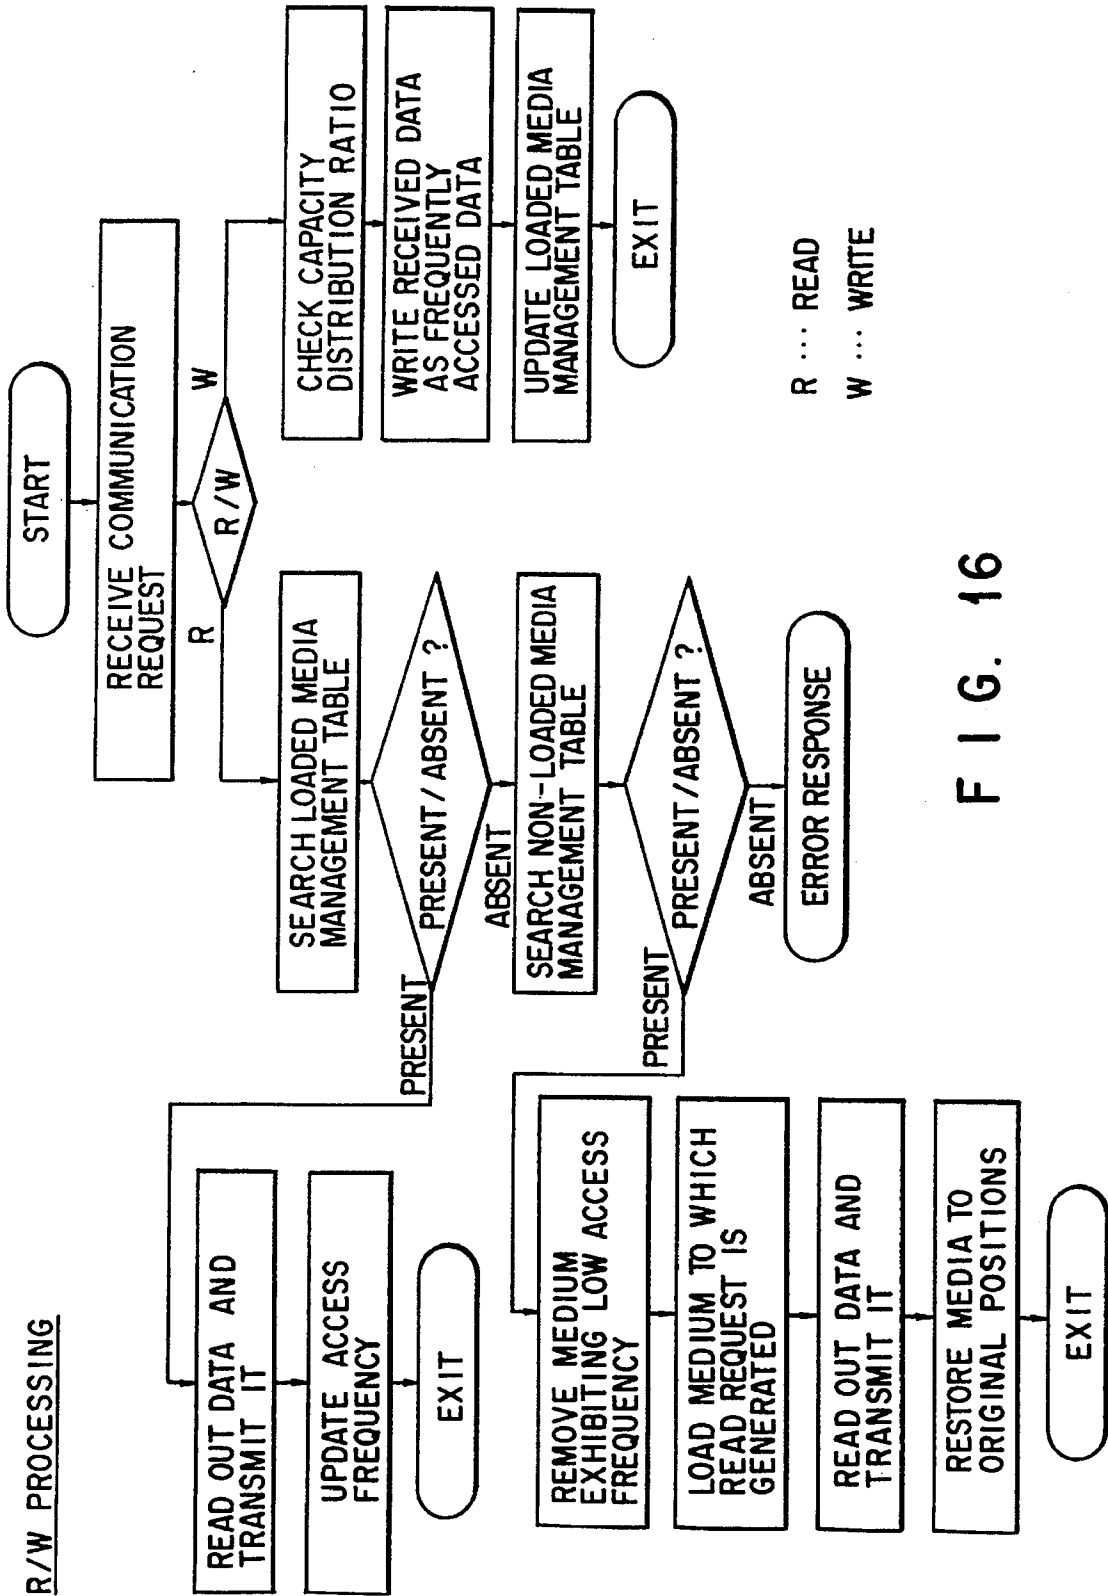 R/W PROCESSING
START
RECEIVE COMMUNICATION
REQUEST
R/W
R
W
SEARCH LOADED MEDIA
MANAGEMENT TABLE
PRESENT/ABSENT ?
PRESENT
ABSENT
READ OUT DATA AND
TRANSMIT IT
UPDATE ACCESS
FREQUENCY
EXIT
SEARCH NON-LOADED MEDIA
MANAGEMENT TABLE
PRESENT/ABSENT ?
PRESENT
ABSENT
REMOVE MEDIUM
EXHIBITING LOW ACCESS
FREQUENCY
LOAD MEDIUM TO WHICH
READ REQUEST IS
GENERATED
READ OUT DATA AND
TRANSMIT IT
RESTORE MEDIA TO
ORIGINAL POSITIONS
EXIT
ERROR RESPONSE
CHECK CAPACITY
DISTRIBUTION RATIO
WRITE RECEIVED DATA
AS FREQUENTLY
ACCESSED DATA
UPDATE LOADED MEDIA
MANAGEMENT TABLE
EXIT
R ... READ
W ... WRITE
FIG. 16